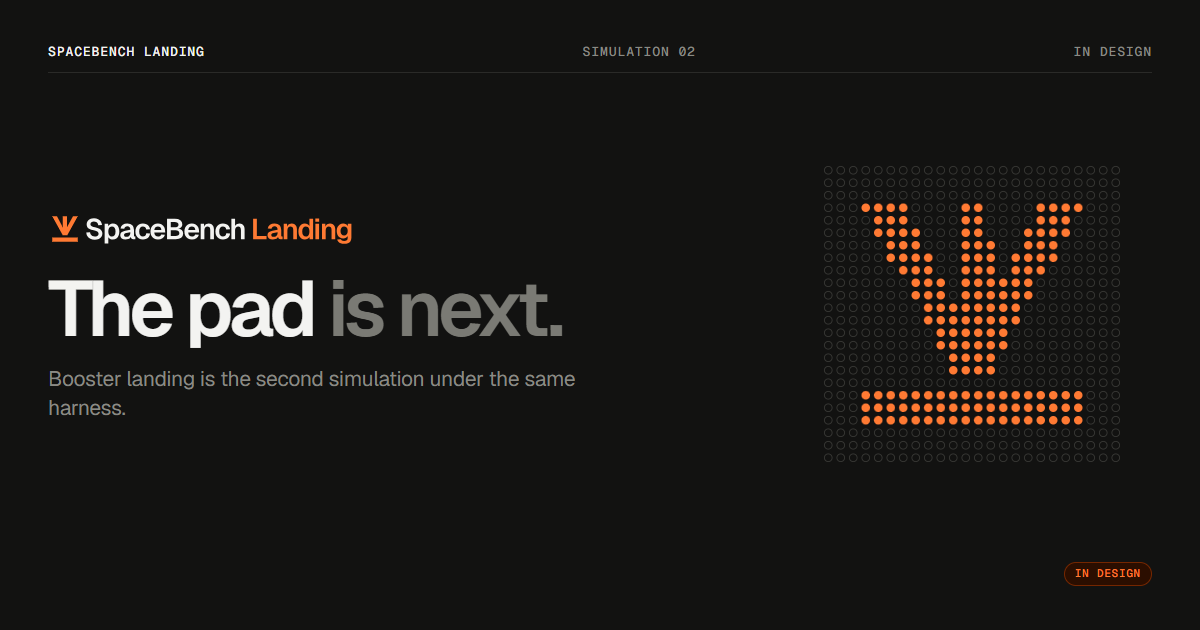 SPACEBENCH LANDING
SIMULATION 02
IN DESIGN
SpaceBench Landing
The pad is next.
Booster landing is the second simulation under the same
harness.
IN DESIGN